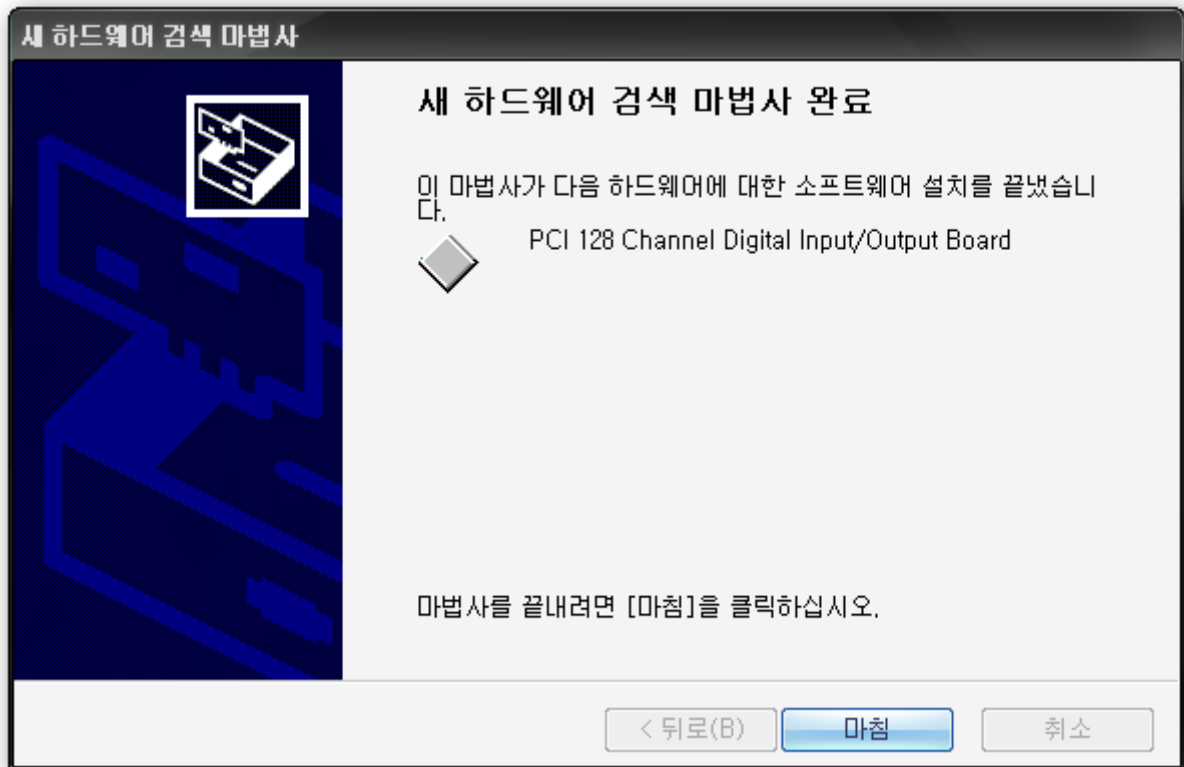 새 하드웨어 검색 마법사
새 하드웨어 검색 마법사 완료
이 마법사가 다음 하드웨어에 대한 소프트웨어 설치를 끝냈습니
다.
PCI 128 Channel Digital Input/Output Board
마법사를 끝내려면 [마침]을 클릭하십시오.
< 뒤로(B) 마침 취소